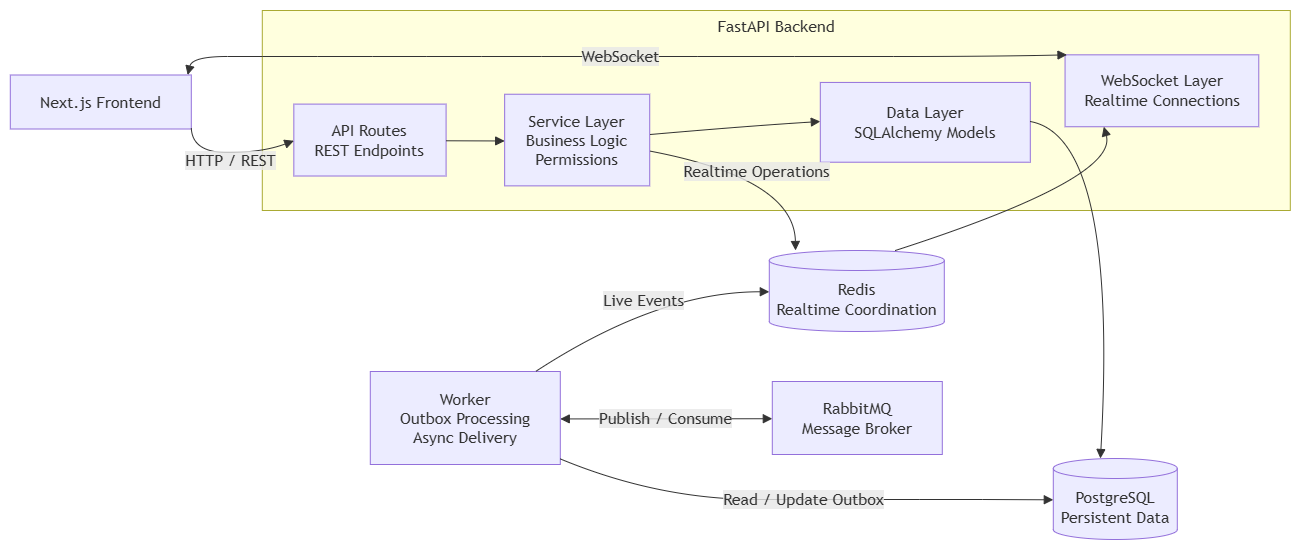 FastAPI Backend
WebSocket
Next.js Frontend
HTTP / REST
API Routes
REST Endpoints
Service Layer
Business Logic
Permissions
Data Layer
SQLAlchemy Models
WebSocket Layer
Realtime Connections
Realtime Operations
Redis
Realtime Coordination
Live Events
Worker
Outbox Processing
Async Delivery
Publish / Consume
RabbitMQ
Message Broker
Read / Update Outbox
PostgreSQL
Persistent Data